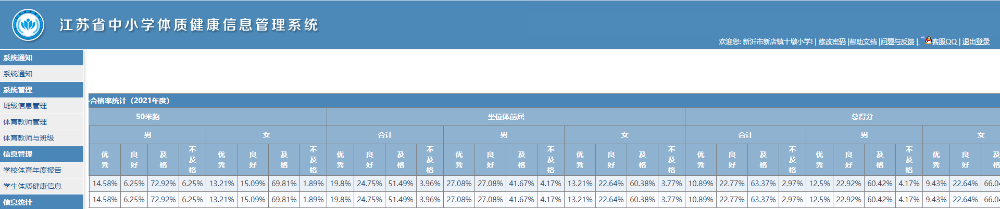 江苏省中小学体质健康信息管理系统
欢迎您: 新沂市新店镇十墩小学! | 修改密码 |帮助文档 |问题与反馈 | 客服QQ | 退出登录
系统通知
系统通知
系统管理
班级信息管理
体育教师管理
体育教师与班级
信息管理
学校体育年度报告
学生体质健康信息
信息统计
-合格率统计（2021年度）
50米跑 坐位体前屈 总得分
男 女 合计 男 女 合计 男 女
优秀 良好 及格 不及格 优秀 良好 及格 不及格 优秀 良好 及格 不及格 优秀 良好 及格 不及格 优秀 良好 及格 不及格 优秀 良好 及格 不及格 优秀 良好 及格 不及格 优秀 良好 及格
14.58% 6.25% 72.92% 6.25% 13.21% 15.09% 69.81% 1.89% 19.8% 24.75% 51.49% 3.96% 27.08% 27.08% 41.67% 4.17% 13.21% 22.64% 60.38% 3.77% 10.89% 22.77% 63.37% 2.97% 12.5% 22.92% 60.42% 4.17% 9.43% 22.64% 66.04
14.58% 6.25% 72.92% 6.25% 13.21% 15.09% 69.81% 1.89% 19.8% 24.75% 51.49% 3.96% 27.08% 27.08% 41.67% 4.17% 13.21% 22.64% 60.38% 3.77% 10.89% 22.77% 63.37% 2.97% 12.5% 22.92% 60.42% 4.17% 9.43% 22.64% 66.04